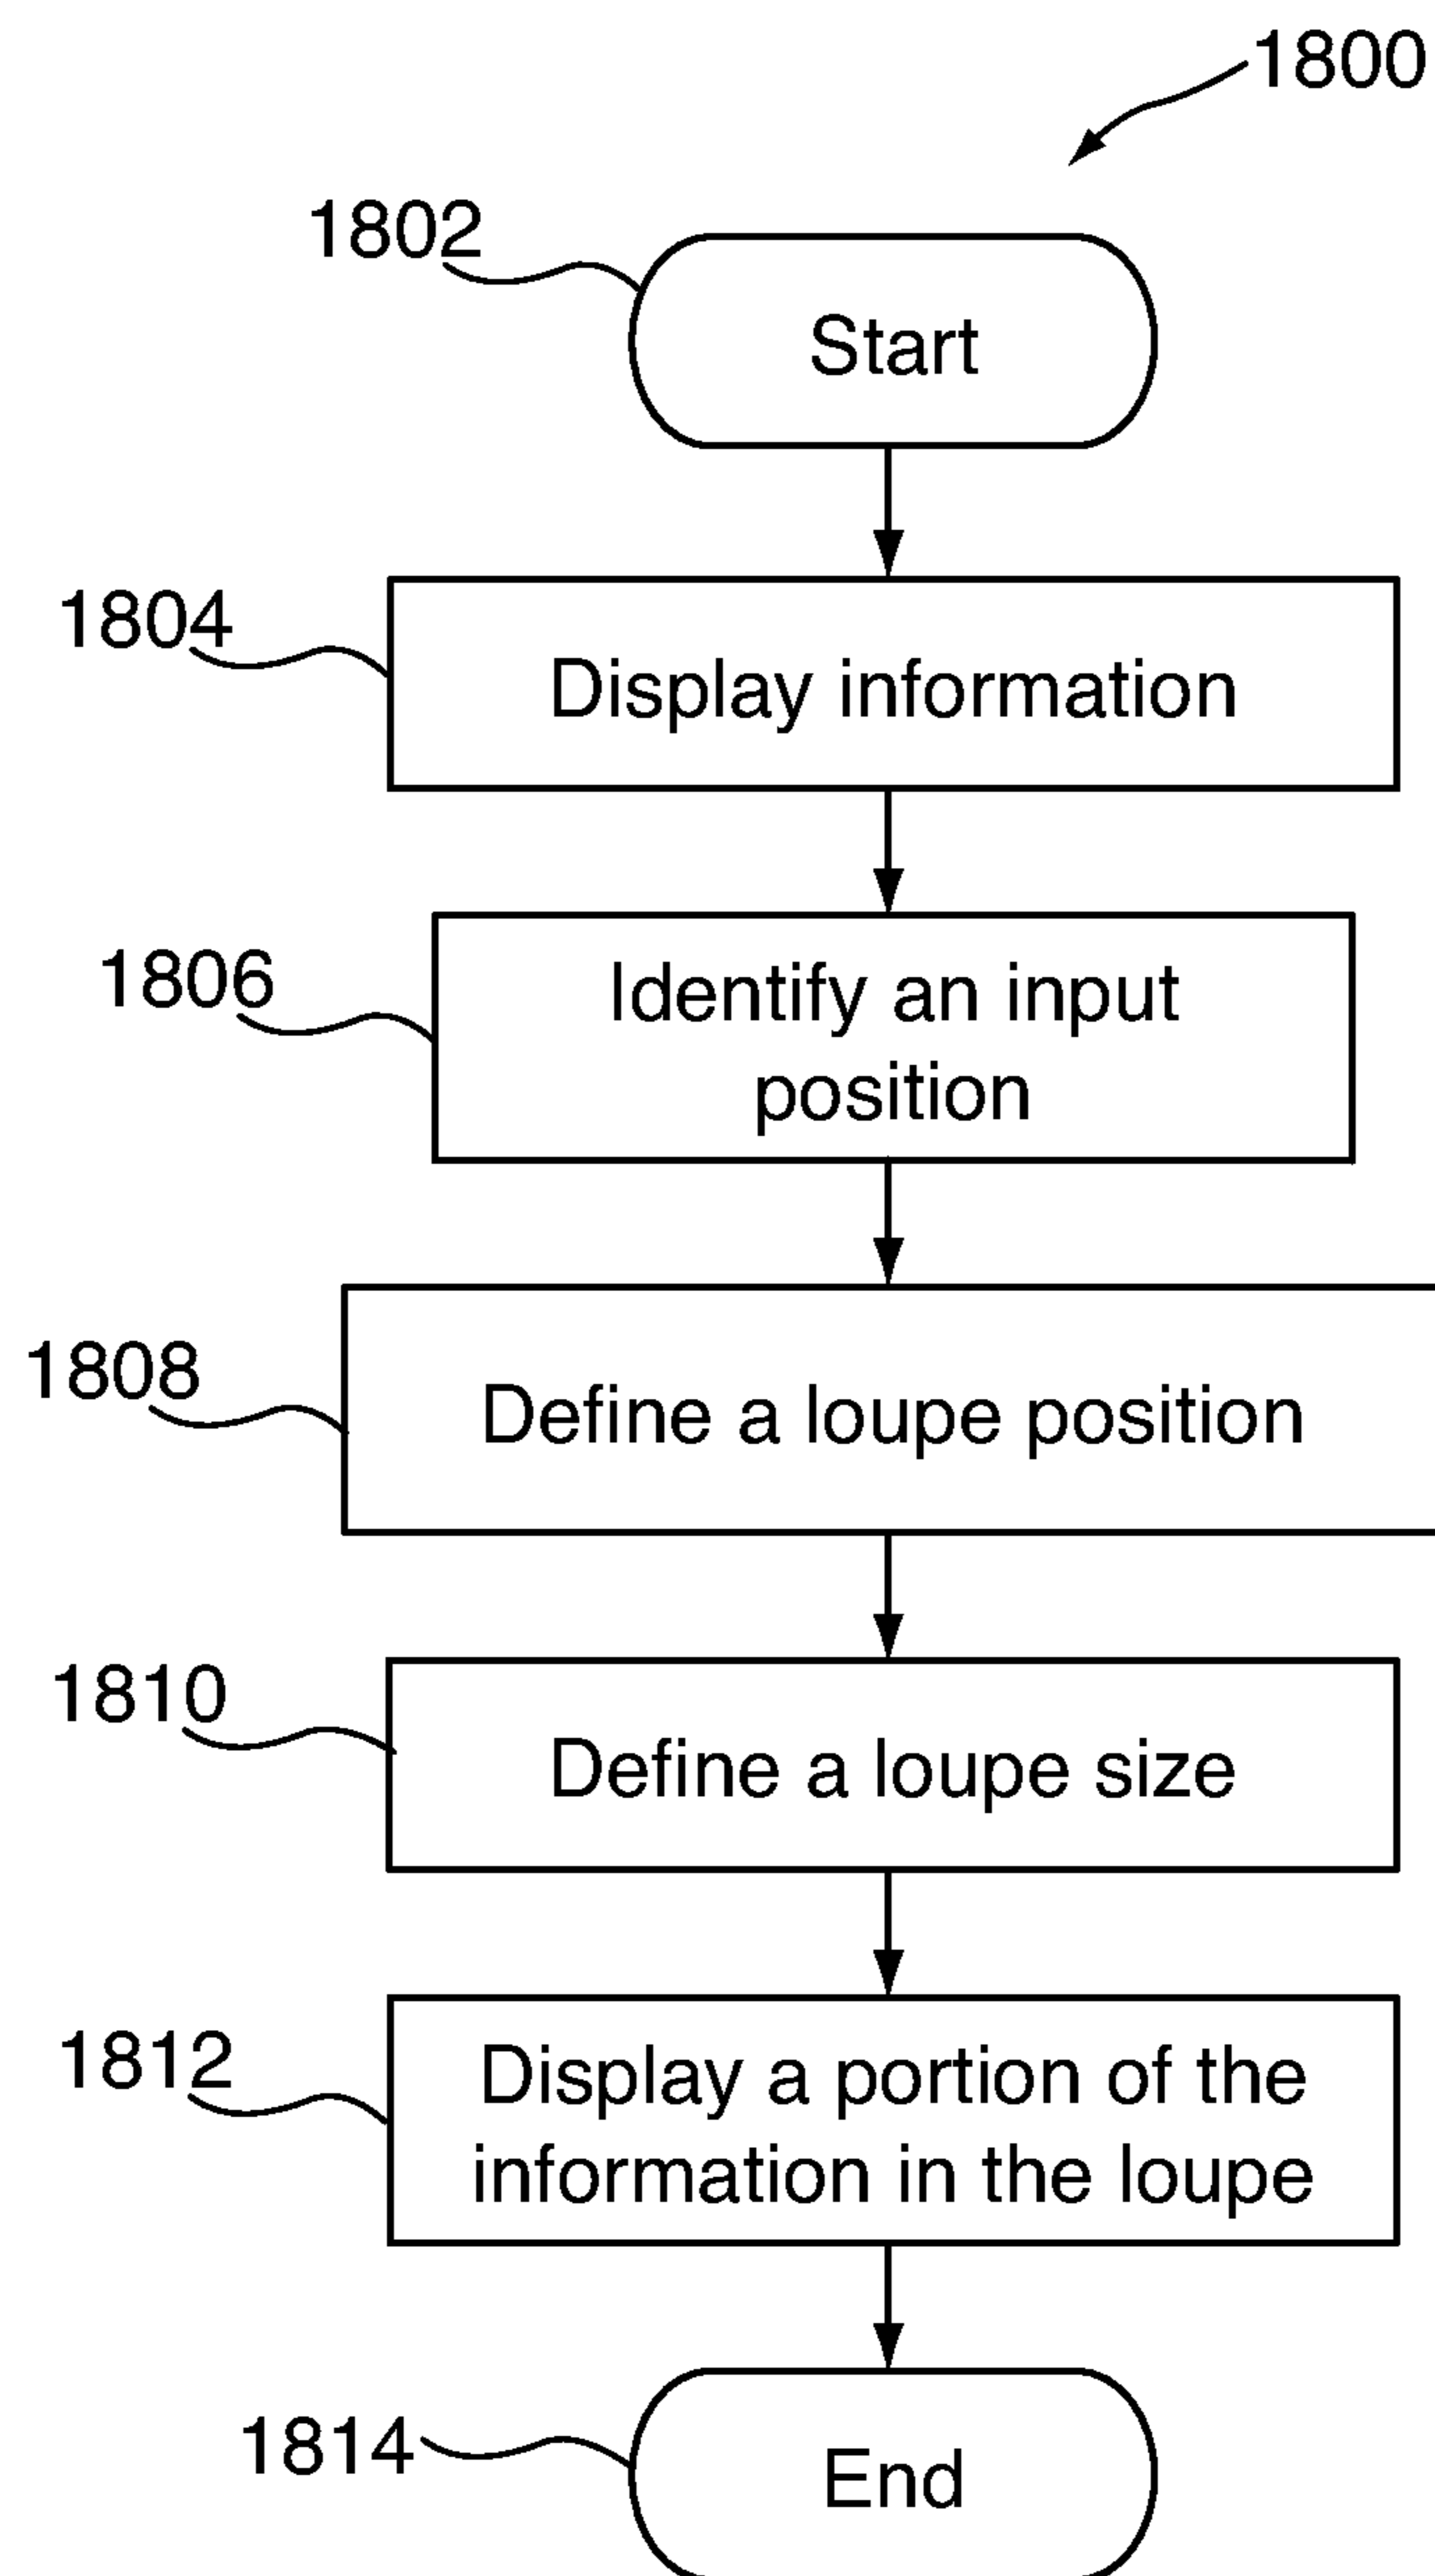 1800
1802
Start
1804
Display information
1806
Identify an input
position
1808
Define a loupe position
1810
Define a loupe size
1812
Display a portion of the
information in the loupe
1814
End